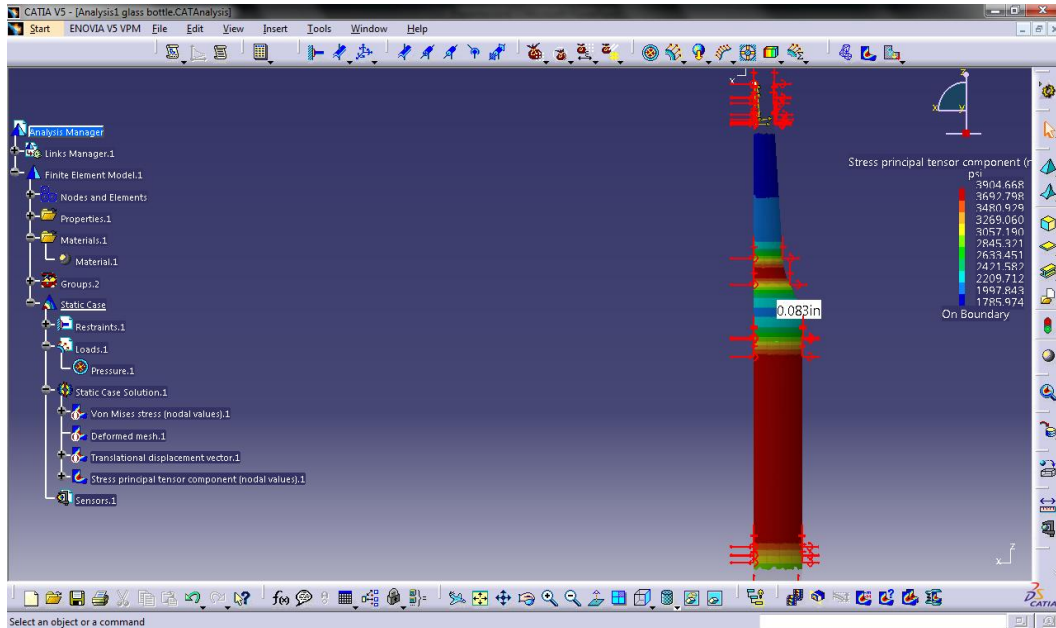 CATIA V5 - [Analysis1 glass bottle.CATAnalysis]
Start ENOVIA V5 VPM File Edit View Insert Tools Window Help
Analysis Manager
Links Manager.1
Finite Element Model.1
Nodes and Elements
Properties.1
Materials.1
Material.1
Groups.2
Static Case
Restraints.1
Loads.1
Pressure.1
Static Case Solution.1
Von Mises stress (nodal values).1
Deformed mesh.1
Translational displacement vector.1
Stress principal tensor component (nodal values).1
Sensors.1
x
0.083in
z
x y
Stress principal tensor component (n
psi
3904.668
3692.798
3480.929
3269.060
3057.190
2845.321
2633.451
2421.582
2209.712
1997.843
1785.974
On Boundary
z
x
f(x)
CATIA
Select an object or a command